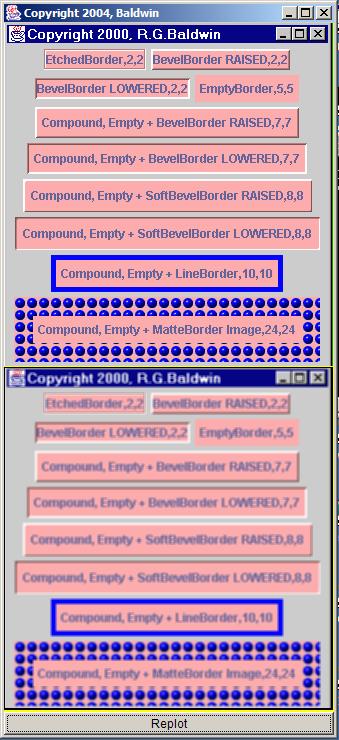 Copyright 2004, Baldwin
Copyright 2000, R.G.Baldwin
EtchedBorder,2,2 BevelBorder RAISED,2,2
BevelBorder LOWERED,2,2 EmptyBorder,5,5
Compound, Empty + BevelBorder RAISED,7,7
Compound, Empty + BevelBorder LOWERED,7,7
Compound, Empty + SoftBevelBorder RAISED,8,8
Compound, Empty + SoftBevelBorder LOWERED,8,8
Compound, Empty + LineBorder,10,10
Compound, Empty + MatteBorder Image,24,24
Copyright 2000, R.G.Baldwin
EtchedBorder,2,2 BevelBorder RAISED,2,2
BevelBorder LOWERED,2,2 EmptyBorder,5,5
Compound, Empty + BevelBorder RAISED,7,7
Compound, Empty + BevelBorder LOWERED,7,7
Compound, Empty + SoftBevelBorder RAISED,8,8
Compound, Empty + SoftBevelBorder LOWERED,8,8
Compound, Empty + LineBorder,10,10
Compound, Empty + MatteBorder Image,24,24
Replot